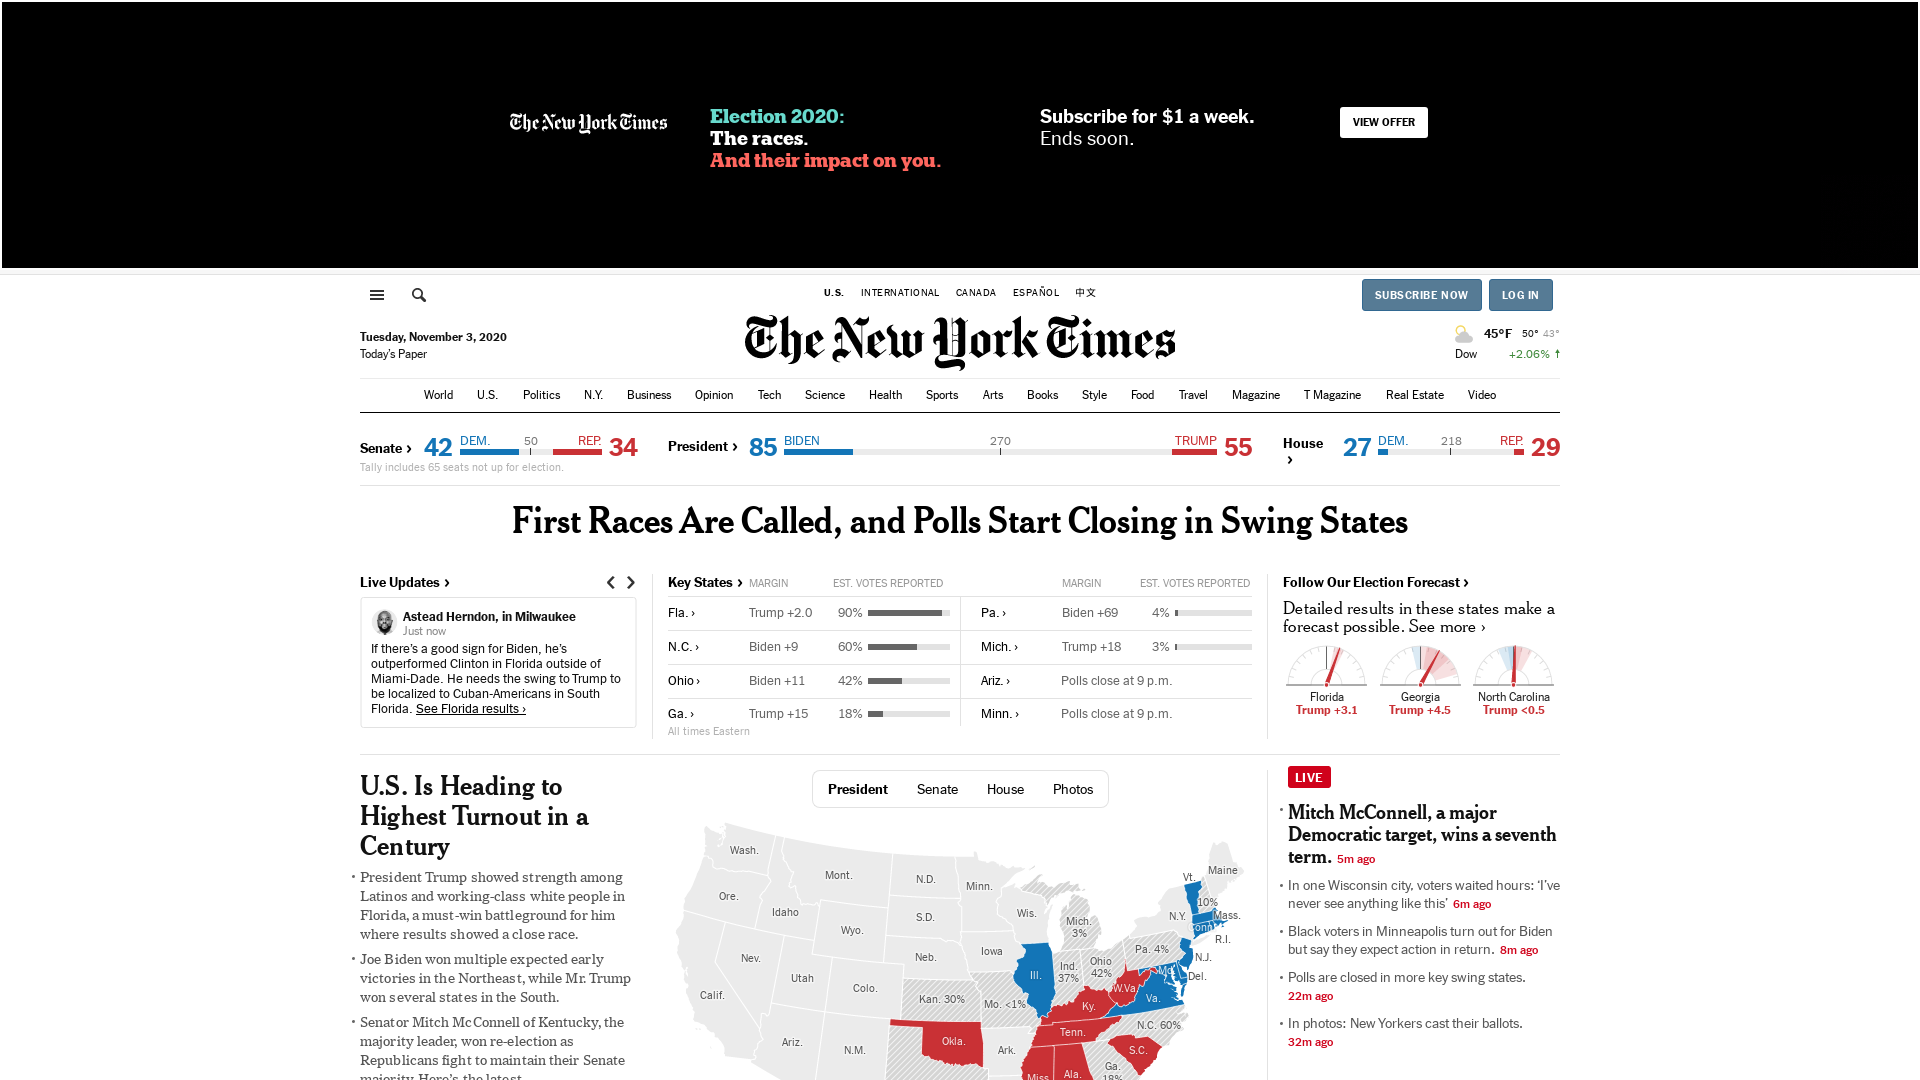 The New York Times
Election 2020:
The races.
And their impact on you.
Subscribe for $1 a week.
Ends soon.
VIEW OFFER
U.S. INTERNATIONAL CANADA ESPAÑOL 中文
SUBSCRIBE NOW LOG IN
Tuesday, November 3, 2020
Today's Paper
The New York Times
45°F 50° 43°
Dow +2.06% ↑
World U.S. Politics N.Y. Business Opinion Tech Science Health Sports Arts Books Style Food Travel Magazine T Magazine Real Estate Video
Senate › 42 DEM. 50 REP. 34
Tally includes 65 seats not up for election.
President › 85 BIDEN 270 TRUMP 55
House › 27 DEM. 218 REP. 29
First Races Are Called, and Polls Start Closing in Swing States
Live Updates ›
Astead Herndon, in Milwaukee
Just now
If there's a good sign for Biden, he's
outperformed Clinton in Florida outside of
Miami-Dade. He needs the swing to Trump to
be localized to Cuban-Americans in South
Florida. See Florida results ›
Key States › MARGIN EST. VOTES REPORTED MARGIN EST. VOTES REPORTED
Fla. › Trump +2.0 90% Pa. › Biden +69 4%
N.C. › Biden +9 60% Mich. › Trump +18 3%
Ohio › Biden +11 42% Ariz. › Polls close at 9 p.m.
Ga. › Trump +15 18% Minn. › Polls close at 9 p.m.
All times Eastern
Follow Our Election Forecast ›
Detailed results in these states make a
forecast possible. See more ›
Florida Georgia North Carolina
Trump +3.1 Trump +4.5 Trump <0.5
U.S. Is Heading to
Highest Turnout in a
Century
• President Trump showed strength among
Latinos and working-class white people in
Florida, a must-win battleground for him
where results showed a close race.
• Joe Biden won multiple expected early
victories in the Northeast, while Mr. Trump
won several states in the South.
• Senator Mitch McConnell of Kentucky, the
majority leader, won re-election as
Republicans fight to maintain their Senate
majority. Here's the latest.
President Senate House Photos
Wash.
Mont.
N.D.
Minn.
Vt.
Maine
Ore.
Idaho
S.D.
Wis.
Mich.
3%
N.Y.
10%
Mass.
Conn.
R.I.
Wyo.
Iowa
Pa. 4%
Nev.
Neb.
Ill.
Ind.
37%
Ohio
42%
N.J.
Md.
Del.
Utah
Colo.
Calif.
Kan. 30%
Mo. <1%
W.Va.
Va.
Ky.
N.C. 60%
Tenn.
Ariz.
N.M.
Okla.
Ark.
S.C.
Miss.
Ala.
Ga.
18%
LIVE
• Mitch McConnell, a major
Democratic target, wins a seventh
term. 5m ago
• In one Wisconsin city, voters waited hours: ‘I've
never see anything like this’ 6m ago
• Black voters in Minneapolis turn out for Biden
but say they expect action in return. 8m ago
• Polls are closed in more key swing states.
22m ago
• In photos: New Yorkers cast their ballots.
32m ago